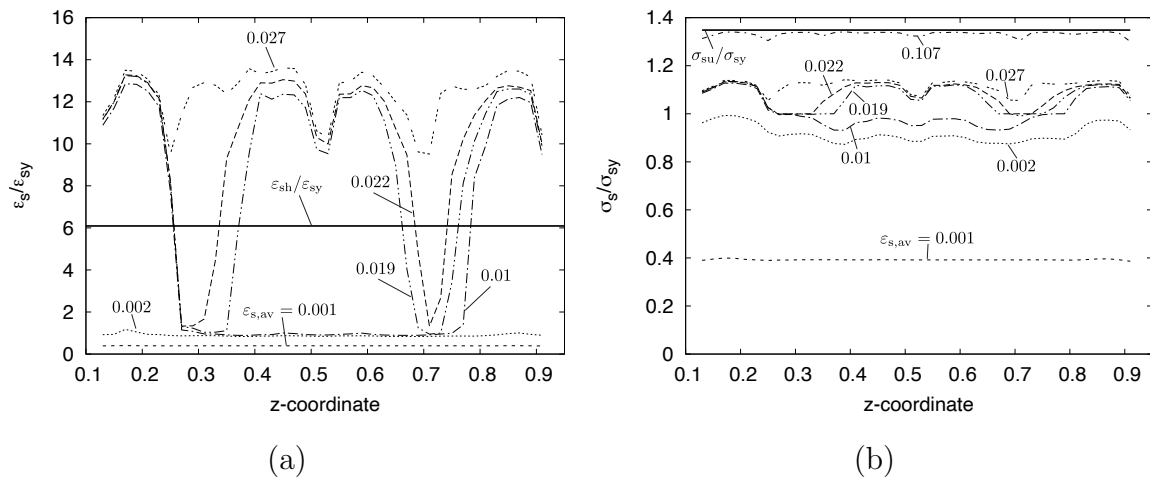 16
14
12
10
8
6
4
2
0
εs/εsy
0.027
εsh/εsy
0.022
0.019
0.01
0.002
εs,av = 0.001
0.1 0.2 0.3 0.4 0.5 0.6 0.7 0.8 0.9
z-coordinate
(a)
1.4
1.2
1
0.8
0.6
0.4
0.2
0
σs/σsy
σsu/σsy
0.107
0.022
0.027
0.019
0.01
0.002
εs,av = 0.001
0.1 0.2 0.3 0.4 0.5 0.6 0.7 0.8 0.9
z-coordinate
(b)